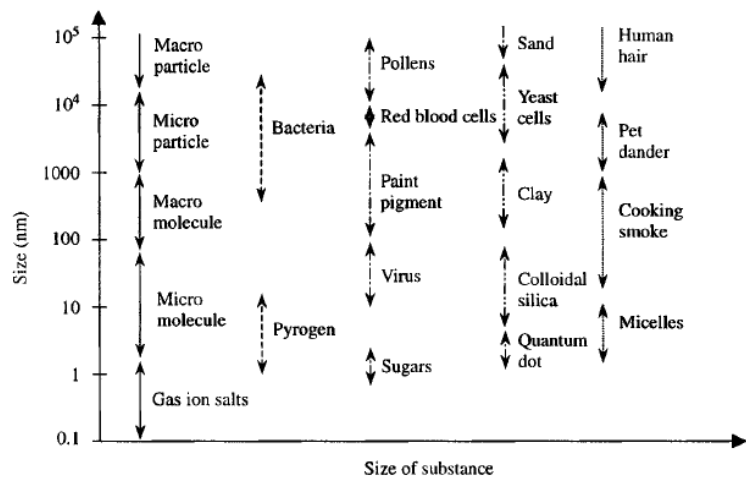 Size (nm)
10⁵
10⁴
1000
100
10
1
0.1
Macro
particle
Micro
particle
Macro
molecule
Micro
molecule
Gas ion salts
Bacteria
Pyrogen
Pollens
Red blood cells
Paint
pigment
Virus
Sugars
Sand
Yeast
cells
Clay
Colloidal
silica
Quantum
dot
Human
hair
Pet
dander
Cooking
smoke
Micelles
Size of substance